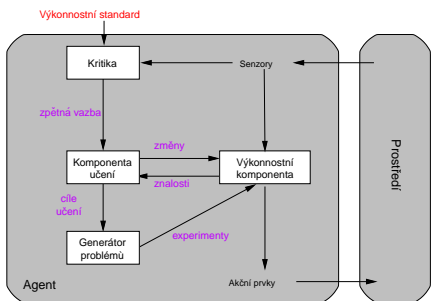 Výkonnostní standard
Kritika
Senzory
zpětná vazba
Prostředí
Komponenta
učení
změny
znalosti
Výkonnostní
komponenta
cíle
učení
experimenty
Generátor
problémù
Agent
Akční prvky